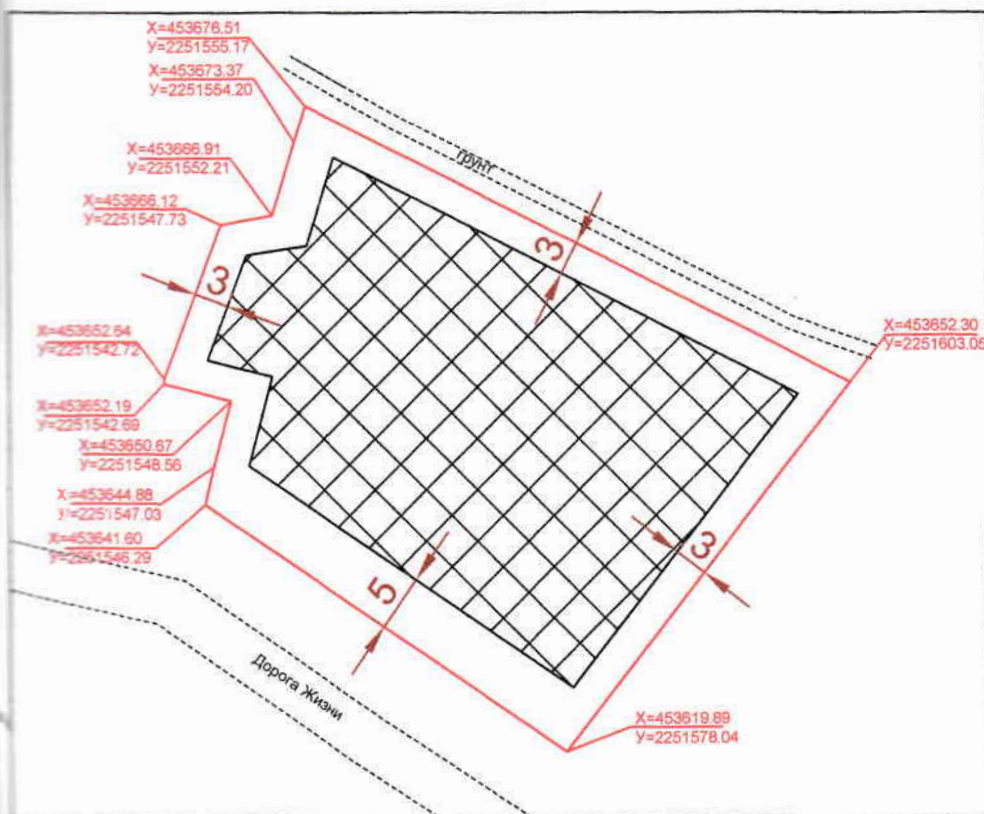 X=453676.51
У=2251555.17
X=453673.37
У=2251554.20
X=453666.91
У=2251552.21
X=453666.12
У=2251547.73
грунт
3
3
X=453652.64
У=2251542.72
X=453652.30
У=2251603.05
X=453652.19
У=2251542.69
X=453650.67
У=2251548.56
X=453644.88
У=2251547.03
X=453641.60
У=2251546.29
3
5
Дорога Жизни
X=453619.89
У=2251578.04